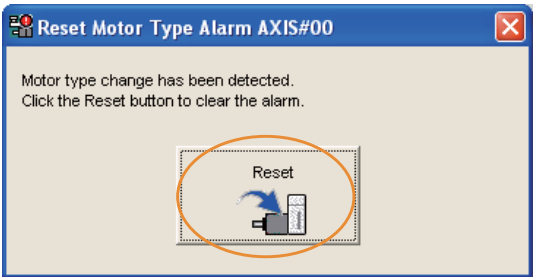 Reset Motor Type Alarm AXIS#00
Motor type change has been detected.
Click the Reset button to clear the alarm.
Reset